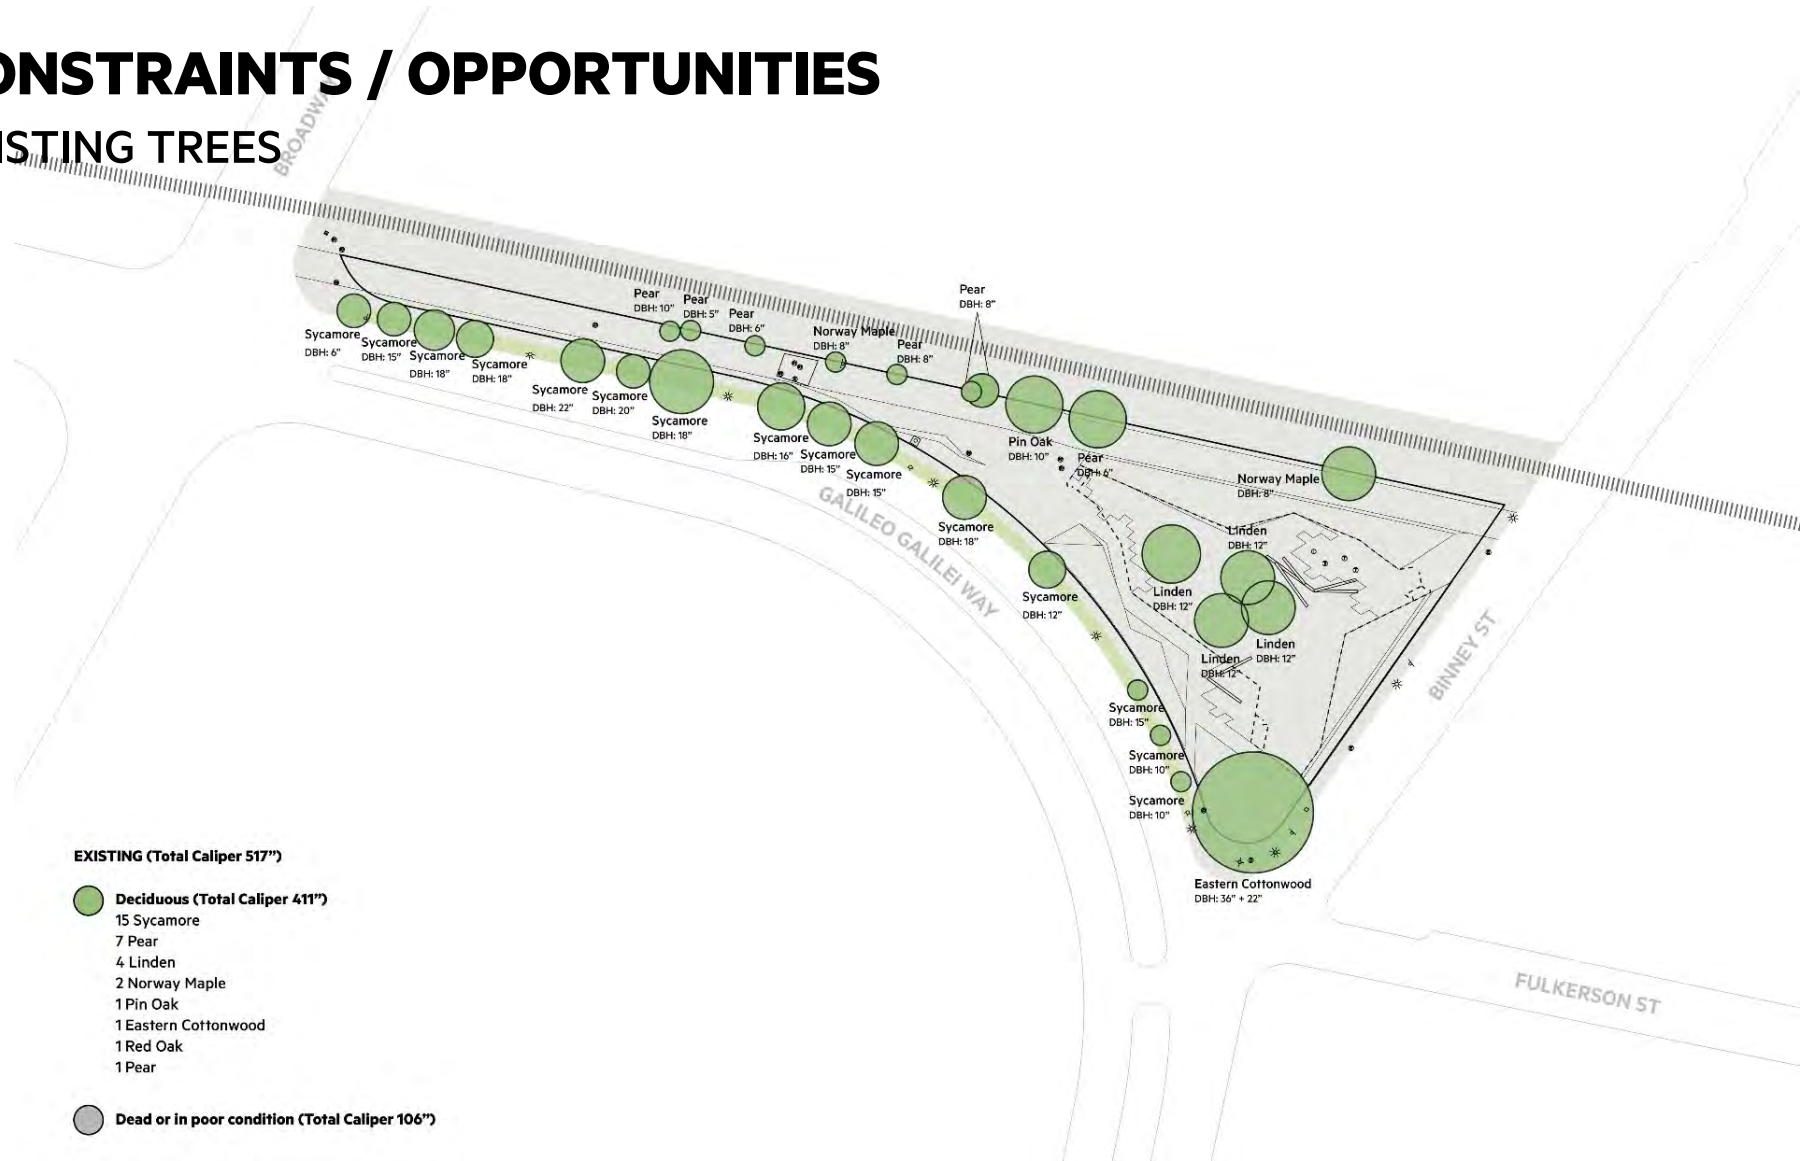 ONSTRAINTS / OPPORTUNITIES
ISTING TREES
BROADWAY
Pear
DBH: 10”
Pear
DBH: 5”
Pear
DBH: 6”
Norway Maple
DBH: 8”
Pear
DBH: 8”
Pear
DBH: 8”
Sycamore
DBH: 6”
Sycamore
DBH: 15”
Sycamore
DBH: 18”
Sycamore
DBH: 18”
Sycamore
DBH: 22”
Sycamore
DBH: 20”
Sycamore
DBH: 18”
Sycamore
DBH: 16”
Sycamore
DBH: 15”
Sycamore
DBH: 15”
Sycamore
DBH: 18”
Pin Oak
DBH: 10”
Pear
DBH: 6”
Norway Maple
DBH: 8”
GALILEO GALILEI WAY
Linden
DBH: 12”
Linden
DBH: 12”
Linden
DBH: 12”
Linden
DBH: 12”
Sycamore
DBH: 12”
BINNEY ST
Sycamore
DBH: 15”
Sycamore
DBH: 10”
Sycamore
DBH: 10”
Eastern Cottonwood
DBH: 36” + 22”
FULKERSON ST
EXISTING (Total Caliper 517”)
Deciduous (Total Caliper 411”)
15 Sycamore
7 Pear
4 Linden
2 Norway Maple
1 Pin Oak
1 Eastern Cottonwood
1 Red Oak
1 Pear
Dead or in poor condition (Total Caliper 106”)